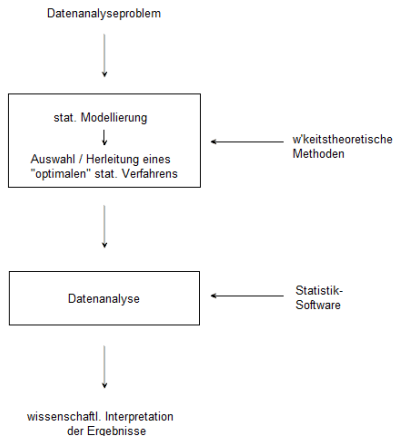 Datenanalyseproblem
stat. Modellierung
Auswahl / Herleitung eines
"optimalen" stat. Verfahrens
w'keitstheoretische
Methoden
Datenanalyse
Statistik-
Software
wissenschaftl. Interpretation
der Ergebnisse